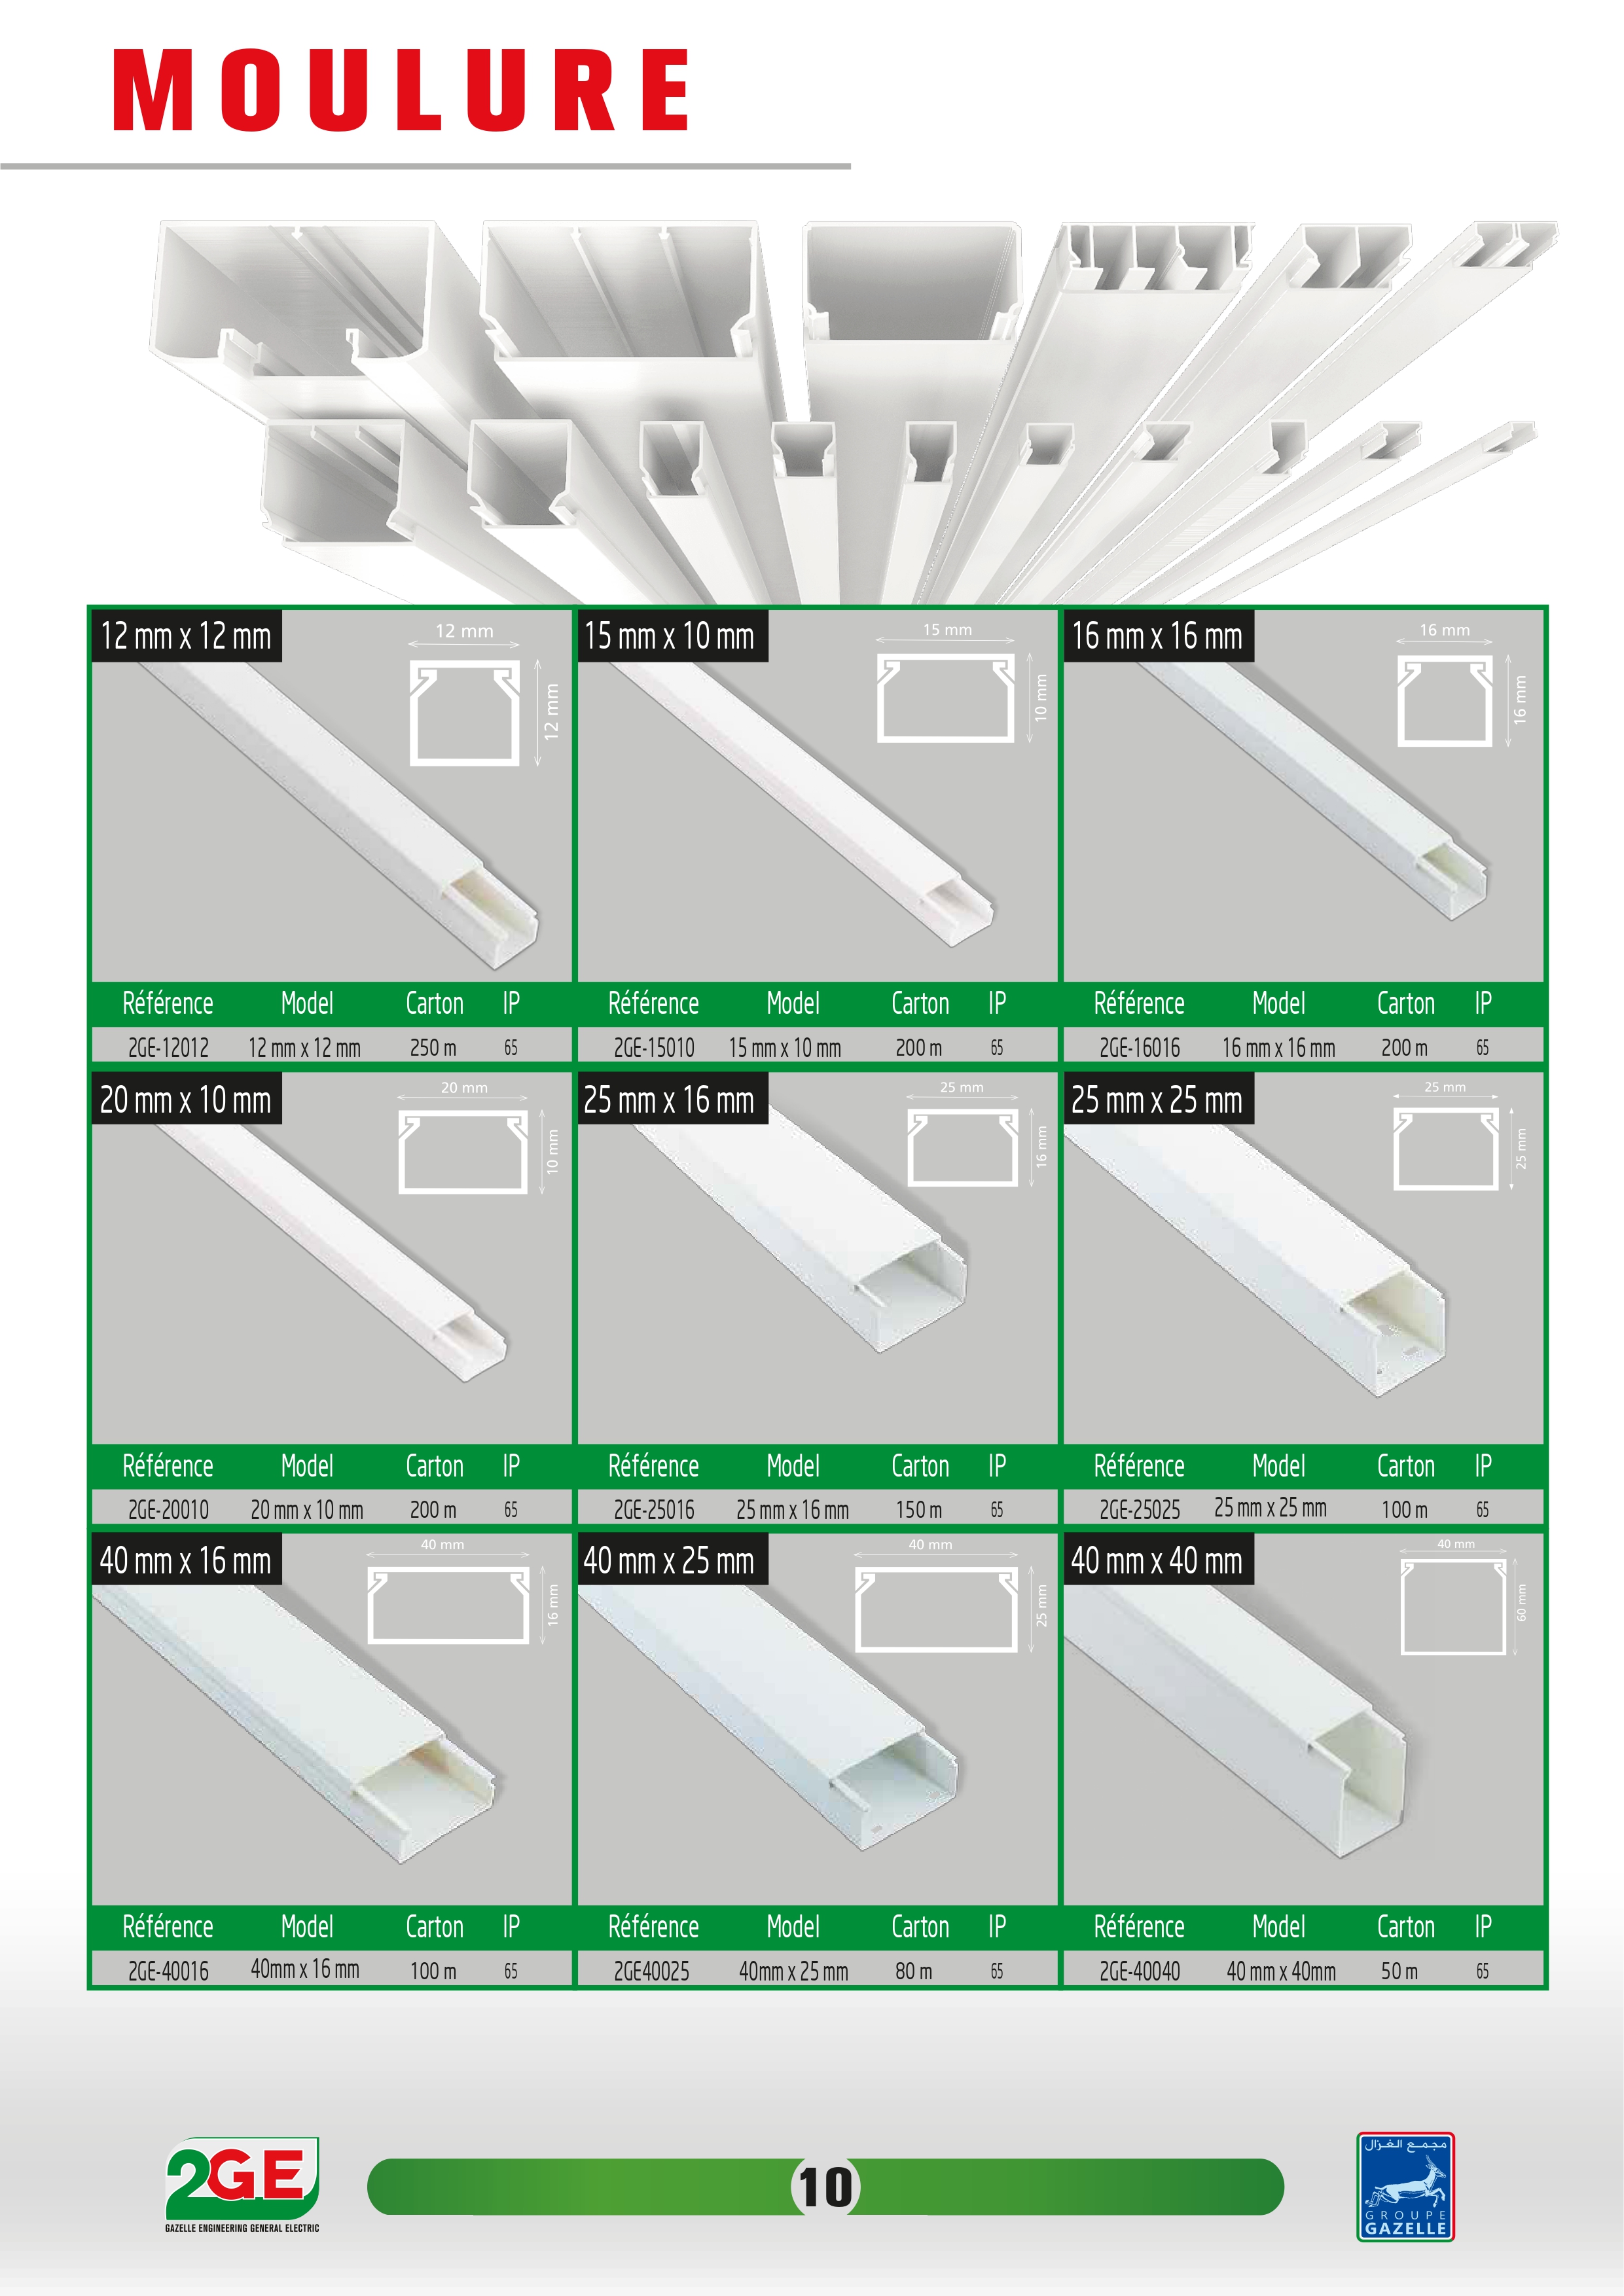 MOULURE
12 mm x 12 mm
12 mm
12 mm
15 mm x 10 mm
15 mm
10 mm
16 mm x 16 mm
16 mm
16 mm
Référence Model Carton IP
2GE-12012 12 mm x 12 mm 250 m 65
Référence Model Carton IP
2GE-15010 15 mm x 10 mm 200 m 65
Référence Model Carton IP
2GE-16016 16 mm x 16 mm 200 m 65
20 mm x 10 mm
20 mm
10 mm
25 mm x 16 mm
25 mm
16 mm
25 mm x 25 mm
25 mm
25 mm
Référence Model Carton IP
2GE-20010 20 mm x 10 mm 200 m 65
Référence Model Carton IP
2GE-25016 25 mm x 16 mm 150 m 65
Référence Model Carton IP
2GE-25025 25 mm x 25 mm 100 m 65
40 mm x 16 mm
40 mm
16 mm
40 mm x 25 mm
40 mm
25 mm
40 mm x 40 mm
40 mm
60 mm
Référence Model Carton IP
2GE-40016 40mm x 16 mm 100 m 65
Référence Model Carton IP
2GE40025 40mm x 25 mm 80 m 65
Référence Model Carton IP
2GE-40040 40 mm x 40mm 50 m 65
2GE
GAZELLE ENGINEERING GENERAL ELECTRIC
10
مجمع الغزال
GROUPE
GAZELLE